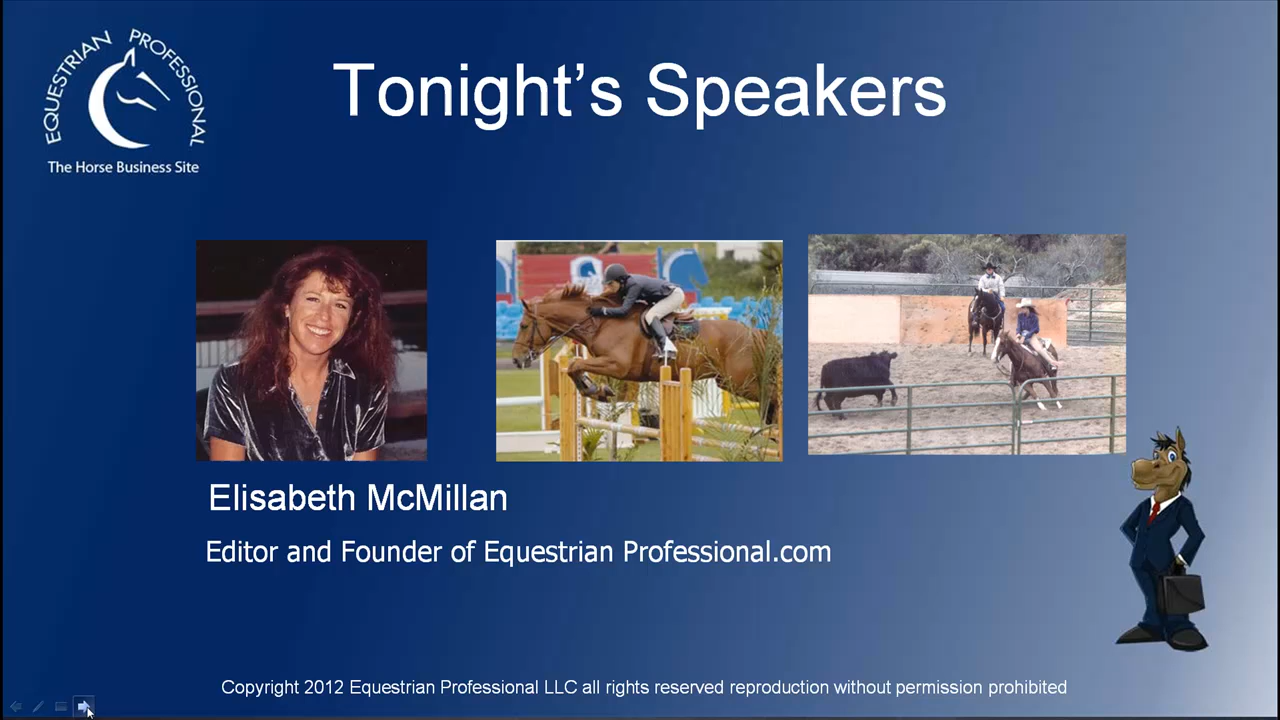 EQUESTRIAN PROFESSIONAL
The Horse Business Site
Tonight’s Speakers
Elisabeth McMillan
Editor and Founder of Equestrian Professional.com
Copyright 2012 Equestrian Professional LLC all rights reserved reproduction without permission prohibited